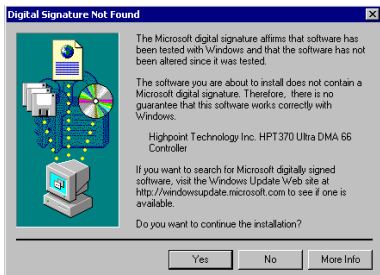 Digital Signature Not Found
The Microsoft digital signature affirms that software has
been tested with Windows and that the software has not
been altered since it was tested.
The software you are about to install does not contain a
Microsoft digital signature. Therefore, there is no
guarantee that this software works correctly with
Windows.
Highpoint Technology Inc. HPT370 Ultra DMA 66
Controller
If you want to search for Microsoft digitally signed
software, visit the Windows Update Web site at
http://windowsupdate.microsoft.com to see if one is
available.
Do you want to continue the installation?
Yes No More Info